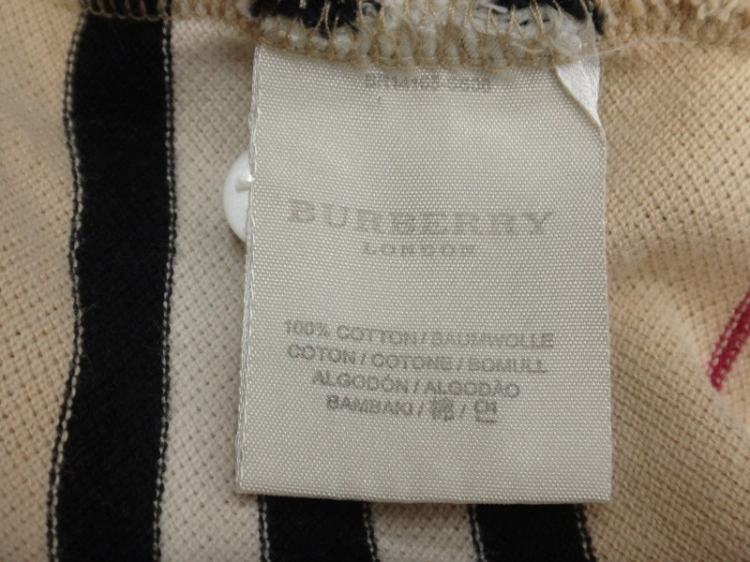 BURBERRY
LONDON
100% COTTON / BAUMWOLLE
COTON / COTONE / BOMULL
ALGODÓN / ALGODÃO
BAMBAKI / 棉 / 면